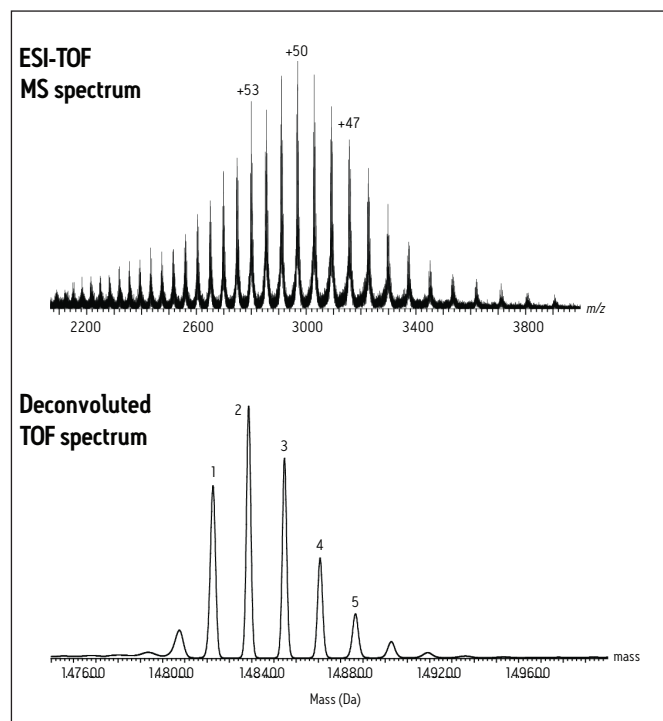 ESI-TOF
MS spectrum
+50
+53
+47
2200 2600 3000 3400 3800 m/z
Deconvoluted
TOF spectrum
1
2
3
4
5
147600 148000 148400 148800 149200 149600 mass
Mass (Da)